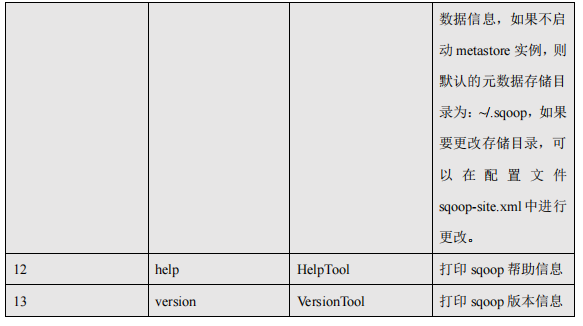 数据信息，如果不启
动 metastore 实例，则
默认的元数据存储目
录为：~/.sqoop，如果
要更改存储目录，可
以在配置文件
sqoop-site.xml 中进行
更改。
12 help HelpTool 打印 sqoop 帮助信息
13 version VersionTool 打印 sqoop 版本信息